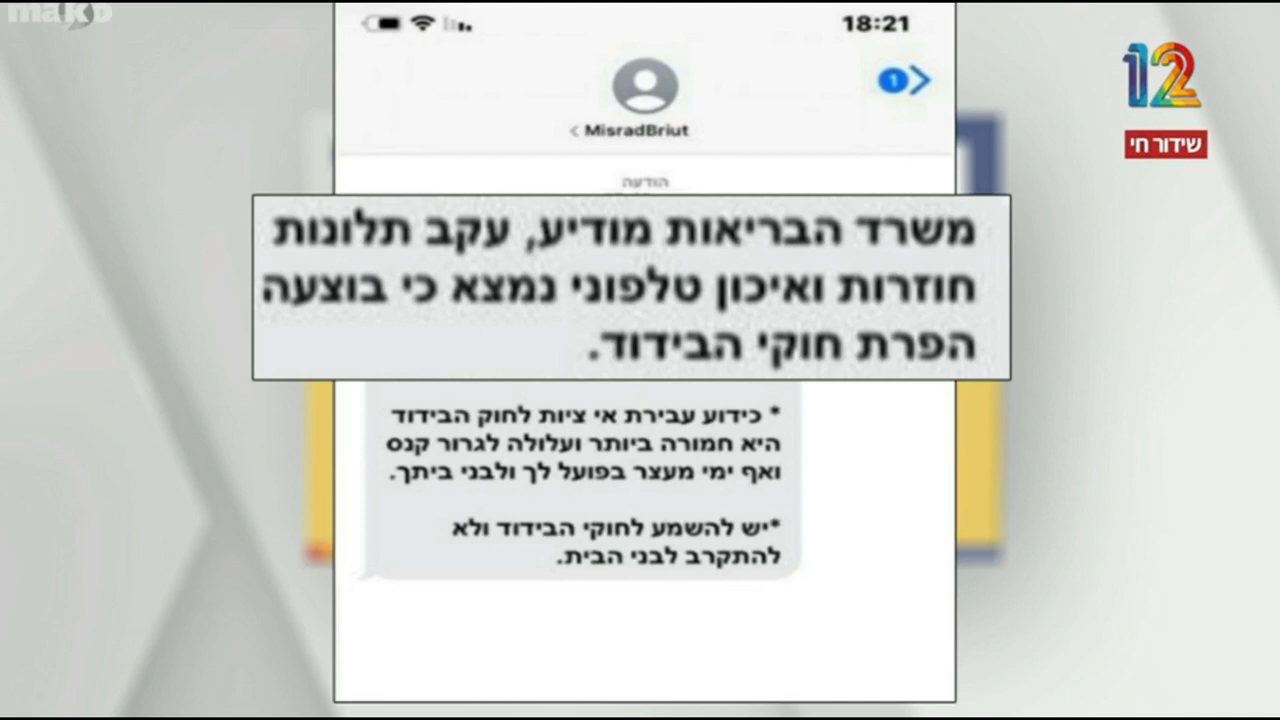 mako
18:21
12
1
שידור חי
MisradBriut
הודעה
משרד הבריאות מודיע, עקב תלונות
חוזרות ואיכון טלפוני נמצא כי בוצעה
הפרת חוקי הבידוד.
* כידוע עבירת אי ציות לחוק הבידוד
היא חמורה ביותר ועלולה לגרור קנס
ואף ימי מעצר בפועל לך ולבני ביתך.
*יש להשמע לחוקי הבידוד ולא
להתקרב לבני הבית.